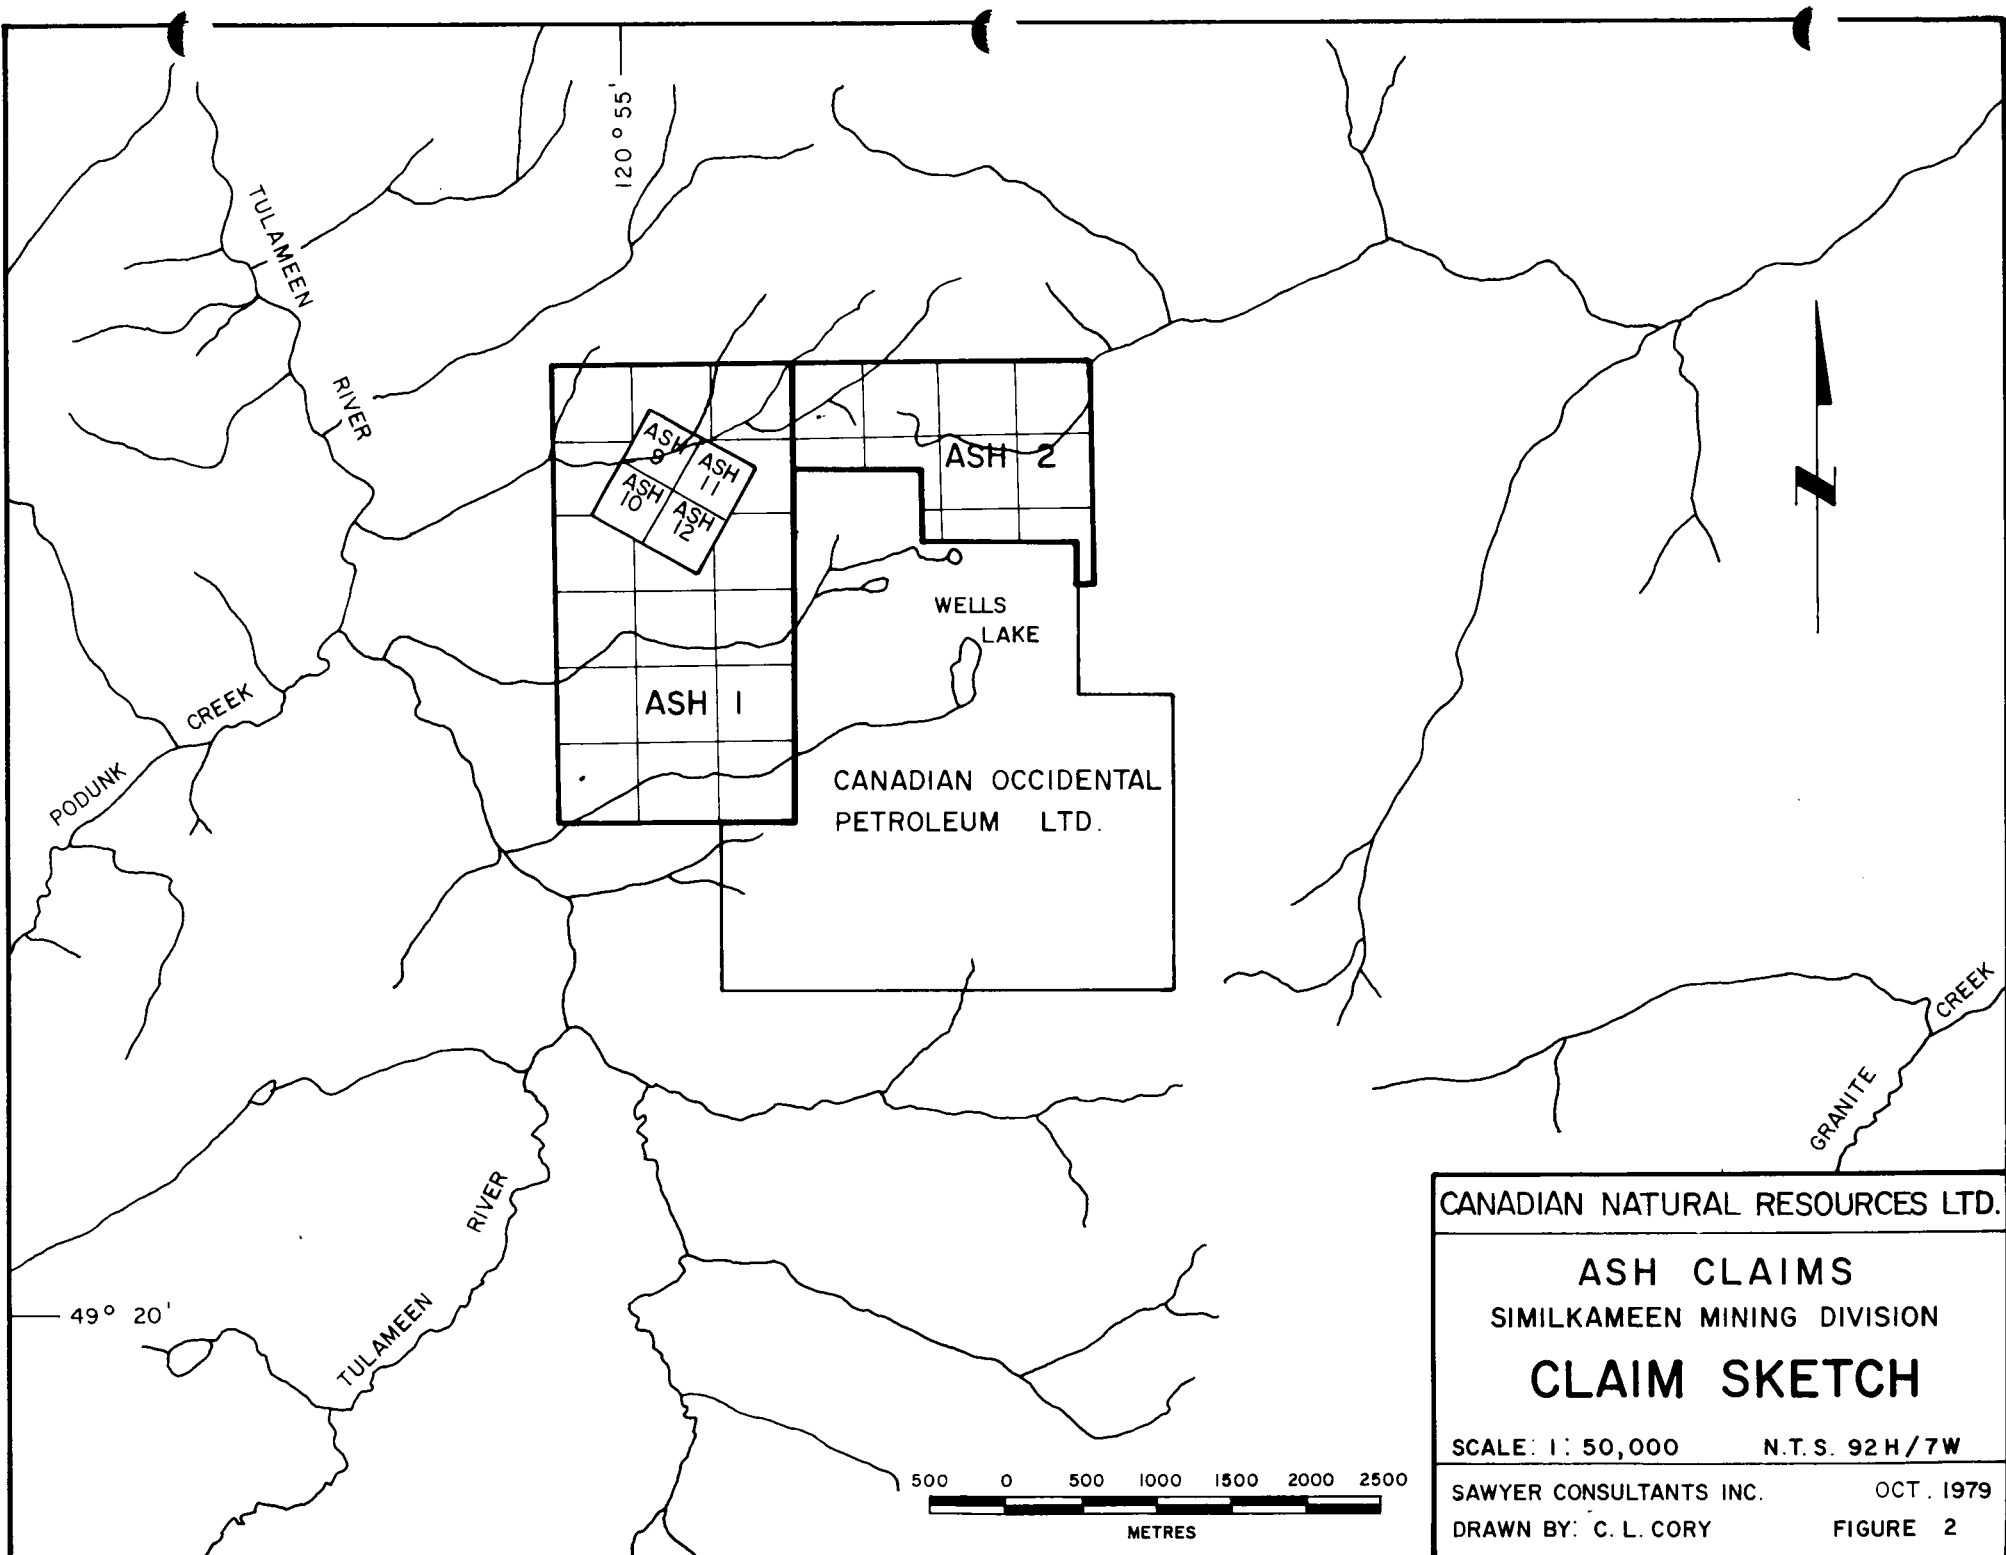 120° 55'
TULAMEEN
RIVER
ASH
9
ASH
11
ASH
10
ASH
12
ASH 2
N
WELLS
LAKE
ASH 1
CREEK
PODUNK
CANADIAN OCCIDENTAL
PETROLEUM LTD.
CREEK
GRANITE
RIVER
TULAMEEN
49° 20'
500 0 500 1000 1500 2000 2500
METRES
CANADIAN NATURAL RESOURCES LTD.
ASH CLAIMS
SIMILKAMEEN MINING DIVISION
CLAIM SKETCH
SCALE: 1: 50,000 N.T.S. 92H/7W
SAWYER CONSULTANTS INC. OCT. 1979
DRAWN BY: C. L. CORY FIGURE 2